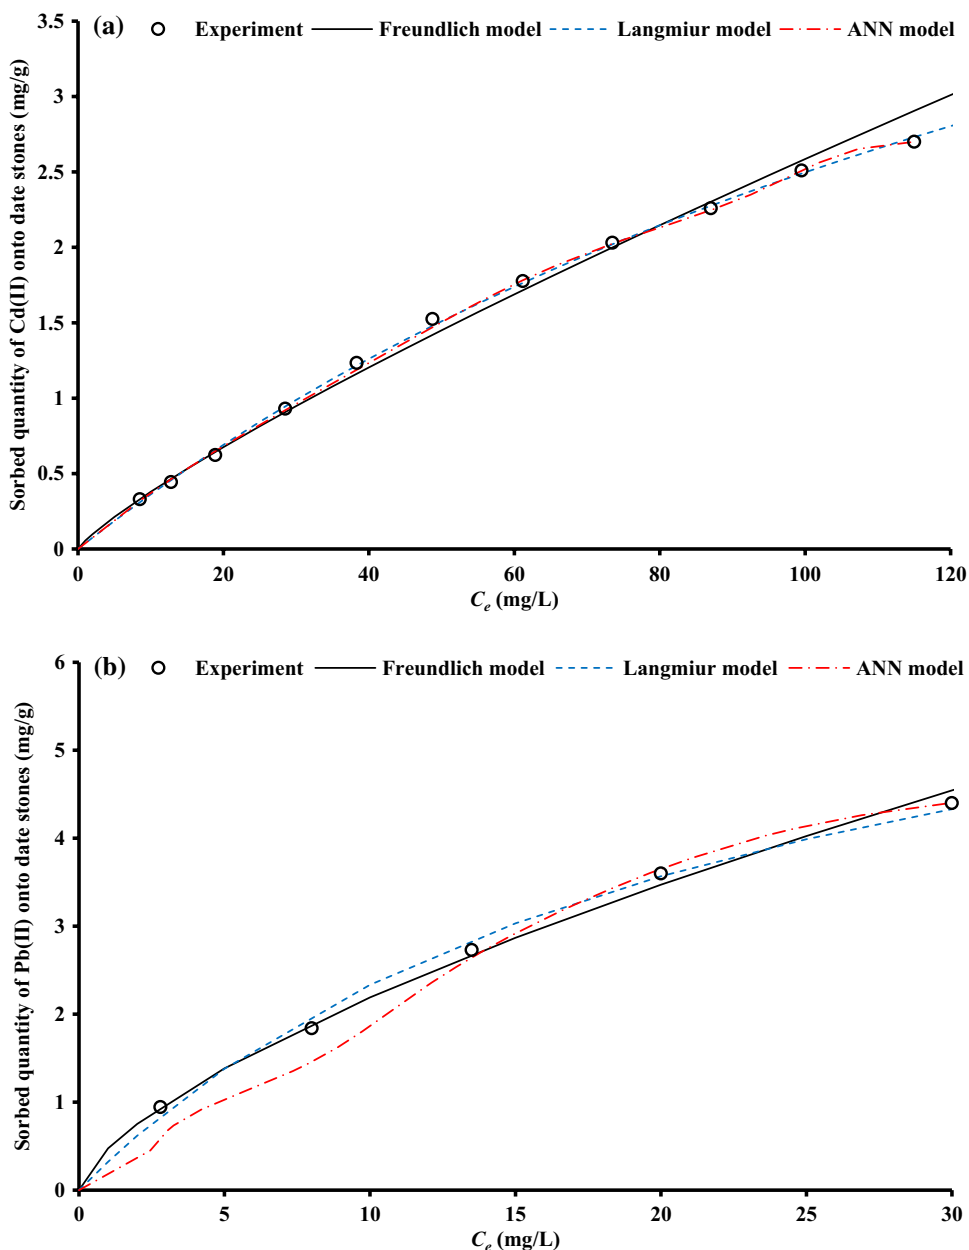 (a) Experiment Freundlich model Langmiur model ANN model
Sorbed quantity of Cd(II) onto date stones (mg/g)
3.5
3
2.5
2
1.5
1
0.5
0
0 20 40 60 80 100 120
Ce (mg/L)
(b) Experiment Freundlich model Langmiur model ANN model
Sorbed quantity of Pb(II) onto date stones (mg/g)
6
5
4
3
2
1
0
0 5 10 15 20 25 30
Ce (mg/L)